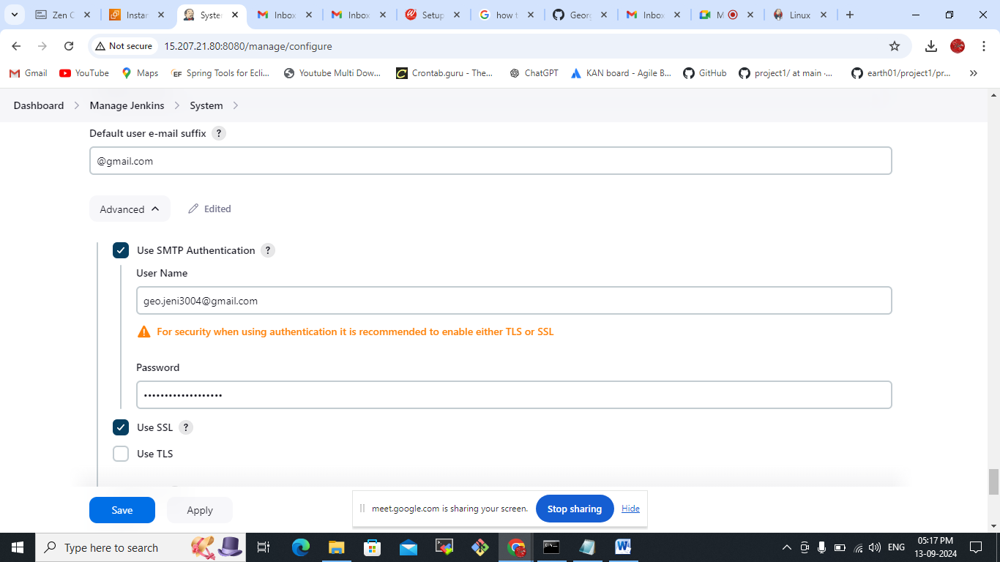 Zen C
Instan
Syster
Inbox
Inbox
Setup
how t
Georg
Inbox
M
Linux
Not secure
15.207.21.80:8080/manage/configure
Gmail
YouTube
Maps
EF Spring Tools for Ecli...
Youtube Multi Dow...
Crontab.guru - The...
ChatGPT
KAN board - Agile B...
GitHub
project1/ at main ·...
earth01/project1/pr...
Dashboard
Manage Jenkins
System
Default user e-mail suffix ?
@gmail.com
Advanced
Edited
Use SMTP Authentication ?
User Name
geo.jeni3004@gmail.com
For security when using authentication it is recommended to enable either TLS or SSL
Password
Use SSL ?
Use TLS
Save
Apply
meet.google.com is sharing your screen.
Stop sharing
Hide
Type here to search
ENG
05:17 PM
13-09-2024